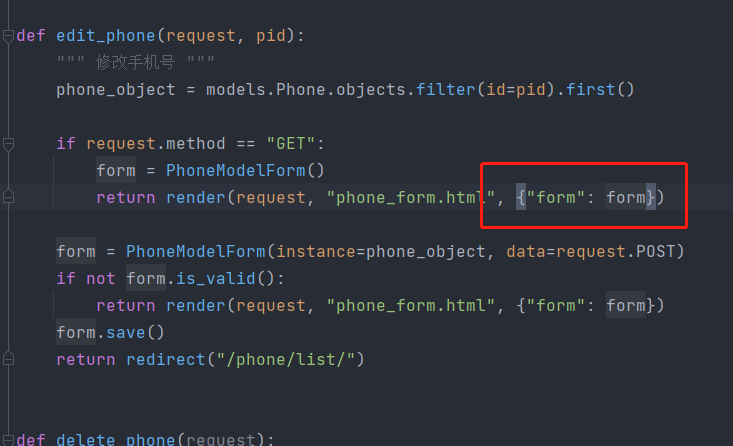 def edit_phone(request, pid):
    """ 修改手机号 """
    phone_object = models.Phone.objects.filter(id=pid).first()
    if request.method == "GET":
        form = PhoneModelForm()
        return render(request, "phone_form.html", {"form": form})
    form = PhoneModelForm(instance=phone_object, data=request.POST)
    if not form.is_valid():
        return render(request, "phone_form.html", {"form": form})
    form.save()
    return redirect("/phone/list/")
def delete_phone(request):